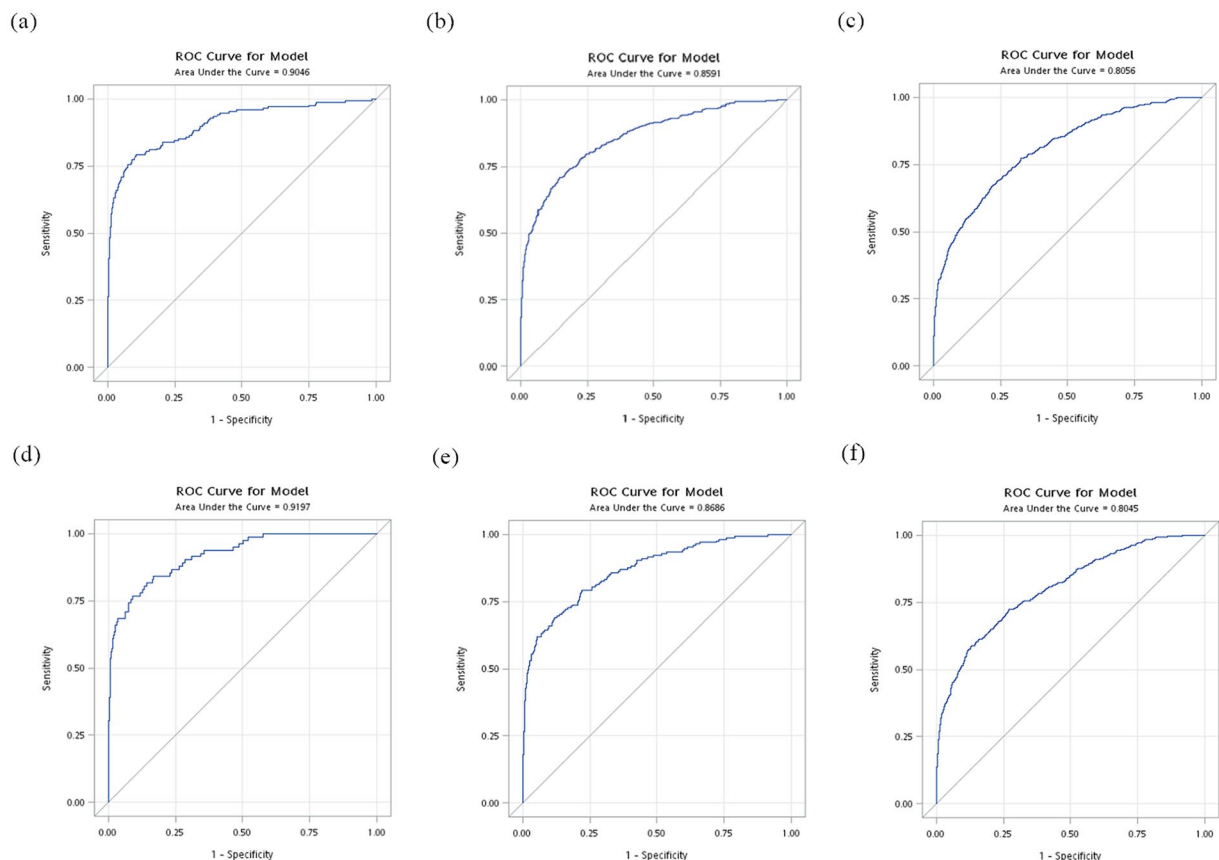 (a)
ROC Curve for Model
Area Under the Curve = 0.9046
1.00
0.75
0.50
0.25
0.00
Sensitivity
0.00 0.25 0.50 0.75 1.00
1 - Specificity
(b)
ROC Curve for Model
Area Under the Curve = 0.8591
1.00
0.75
0.50
0.25
0.00
Sensitivity
0.00 0.25 0.50 0.75 1.00
1 - Specificity
(c)
ROC Curve for Model
Area Under the Curve = 0.8056
1.00
0.75
0.50
0.25
0.00
Sensitivity
0.00 0.25 0.50 0.75 1.00
1 - Specificity
(d)
ROC Curve for Model
Area Under the Curve = 0.9197
1.00
0.75
0.50
0.25
0.00
Sensitivity
0.00 0.25 0.50 0.75 1.00
1 - Specificity
(e)
ROC Curve for Model
Area Under the Curve = 0.8686
1.00
0.75
0.50
0.25
0.00
Sensitivity
0.00 0.25 0.50 0.75 1.00
1 - Specificity
(f)
ROC Curve for Model
Area Under the Curve = 0.8045
1.00
0.75
0.50
0.25
0.00
Sensitivity
0.00 0.25 0.50 0.75 1.00
1 - Specificity